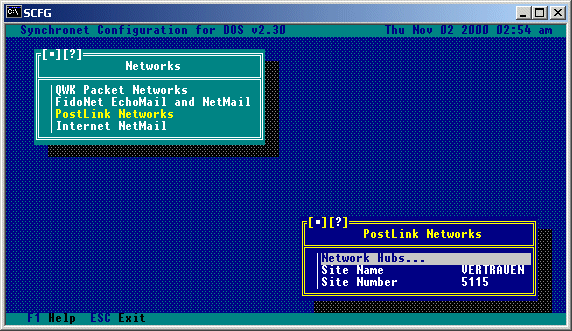 SCFG
Synchronet Configuration for DOS v2.30 Thu Nov 02 2000 02:54 am
[■][?]
Networks
QWK Packet Networks
FidoNet EchoMail and NetMail
PostLink Networks
Internet NetMail
[■][?]
PostLink Networks
Network Hubs...
Site Name VERTRAUEN
Site Number 5115
F1 Help ESC Exit